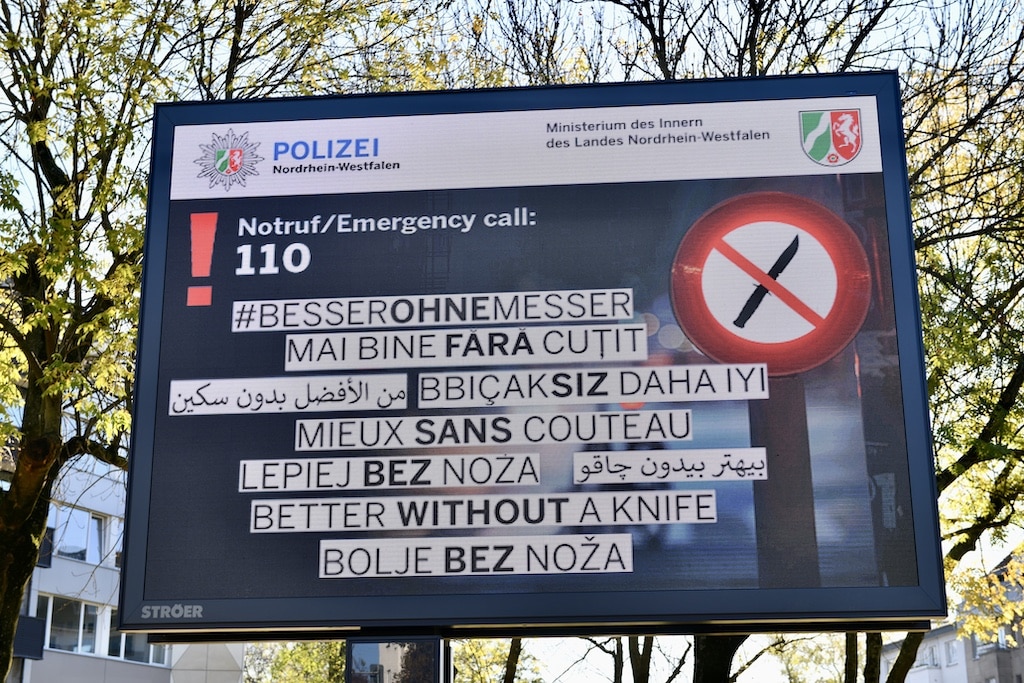 POLIZEI
Nordrhein-Westfalen
Ministerium des Innern
des Landes Nordrhein-Westfalen
Notruf/Emergency call:
110
#BESSEROHNEMESSER
MAI BINE FĂRĂ CUȚIT
من الأفضل بدون سكين
BBIÇAKSIZ DAHA IYI
MIEUX SANS COUTEAU
LEPIEJ BEZ NOŻA
بیهتر بیدون چاقو
BETTER WITHOUT A KNIFE
BOLJE BEZ NOŽA
STRÖER